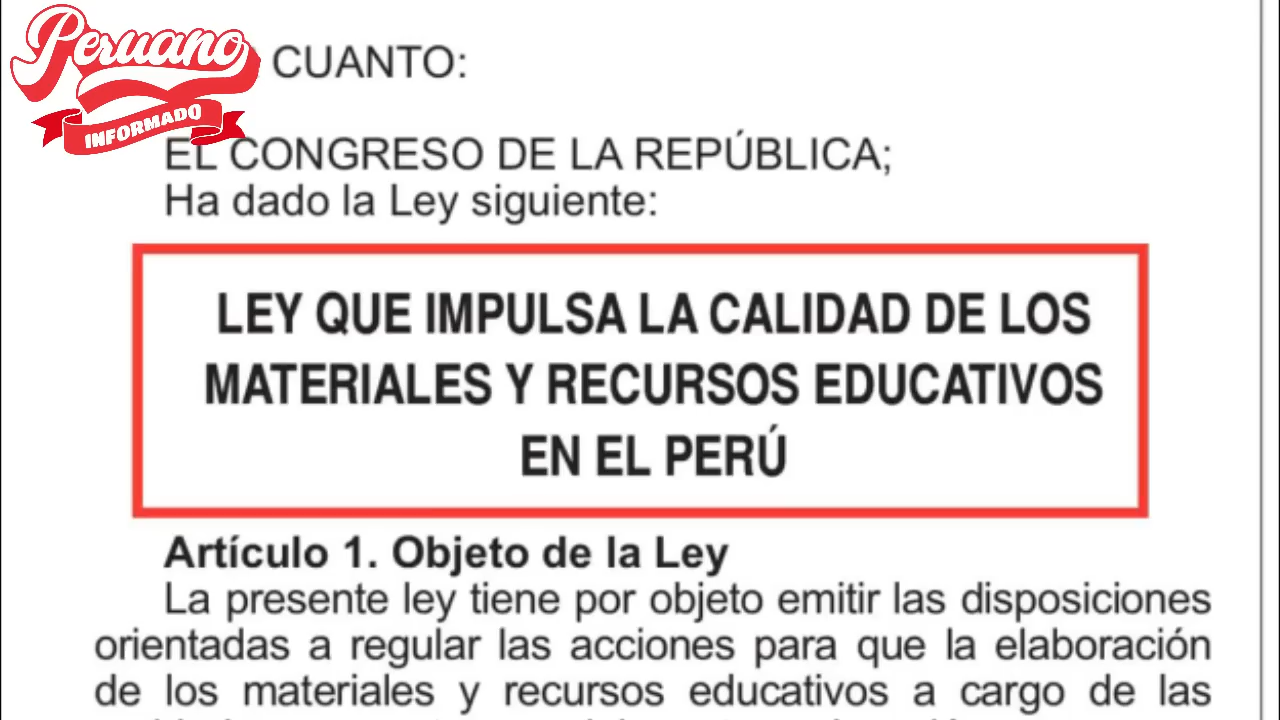 Peruano
INFORMADO
CUANTO:
EL CONGRESO DE LA REPÚBLICA;
Ha dado la Ley siguiente:
LEY QUE IMPULSA LA CALIDAD DE LOS
MATERIALES Y RECURSOS EDUCATIVOS
EN EL PERÚ
Artículo 1. Objeto de la Ley
La presente ley tiene por objeto emitir las disposiciones
orientadas a regular las acciones para que la elaboración
de los materiales y recursos educativos a cargo de las